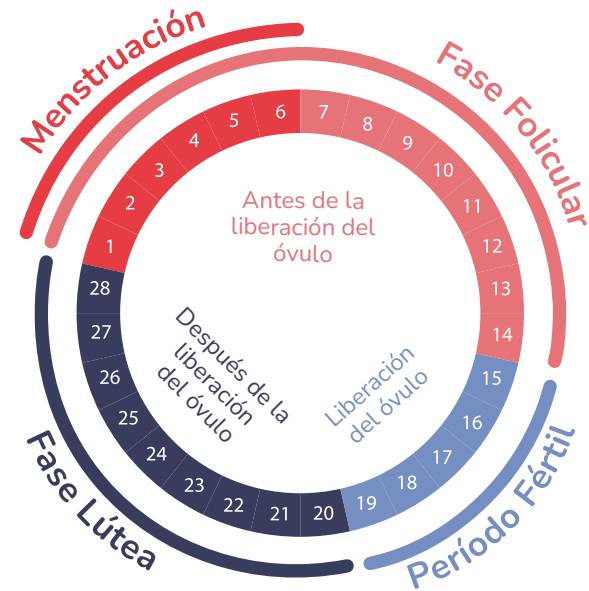 Menstruación
Fase Folicular
Período Fértil
Fase Lútea
1
2
3
4
5
6
7
8
9
10
11
12
13
14
15
16
17
18
19
20
21
22
23
24
25
26
27
28
Antes de la
liberación del
óvulo
Liberación
del óvulo
Después de la
liberación
del óvulo